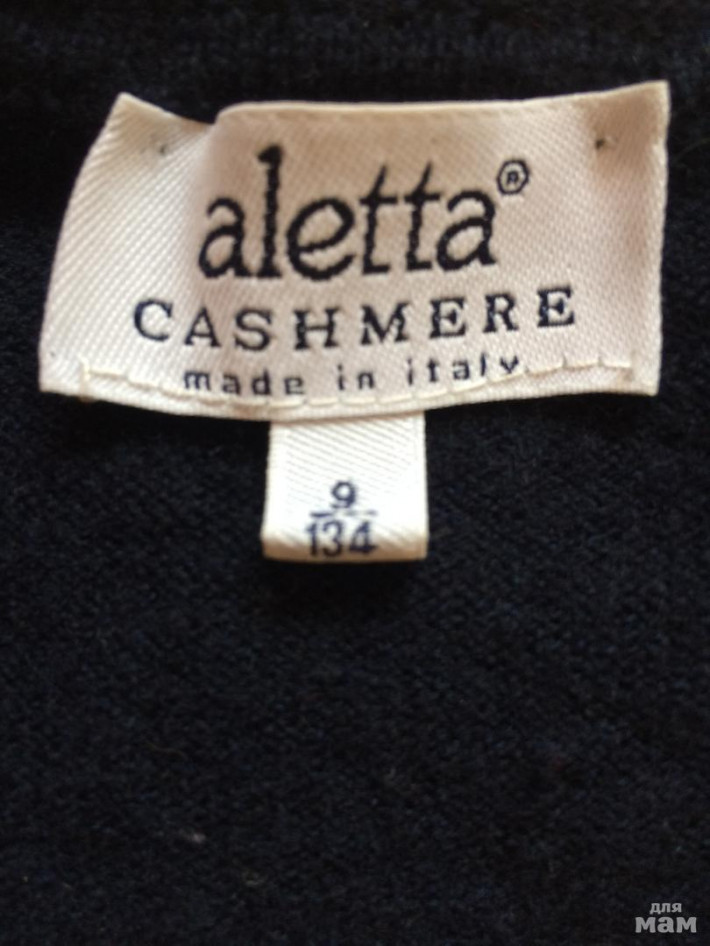 aletta®
CASHMERE
made in italy
9
134
для
мам